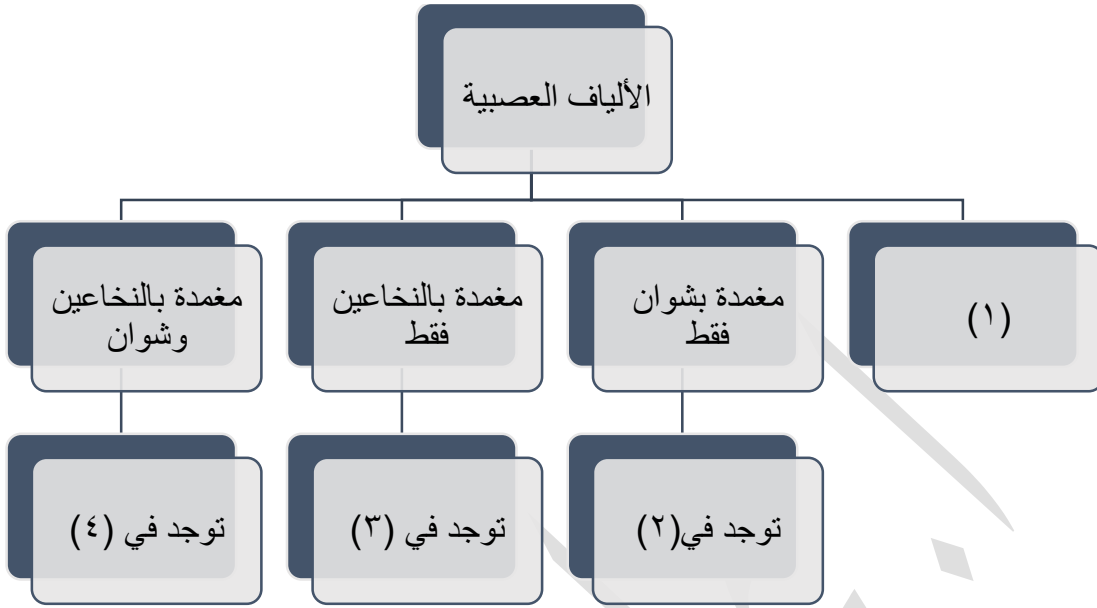 الألياف العصبية
(١)
مغمدة بشوان
فقط
مغمدة بالنخاعين
فقط
مغمدة بالنخاعين
وشوان
توجد في(٢)
توجد في (٣)
توجد في (٤)